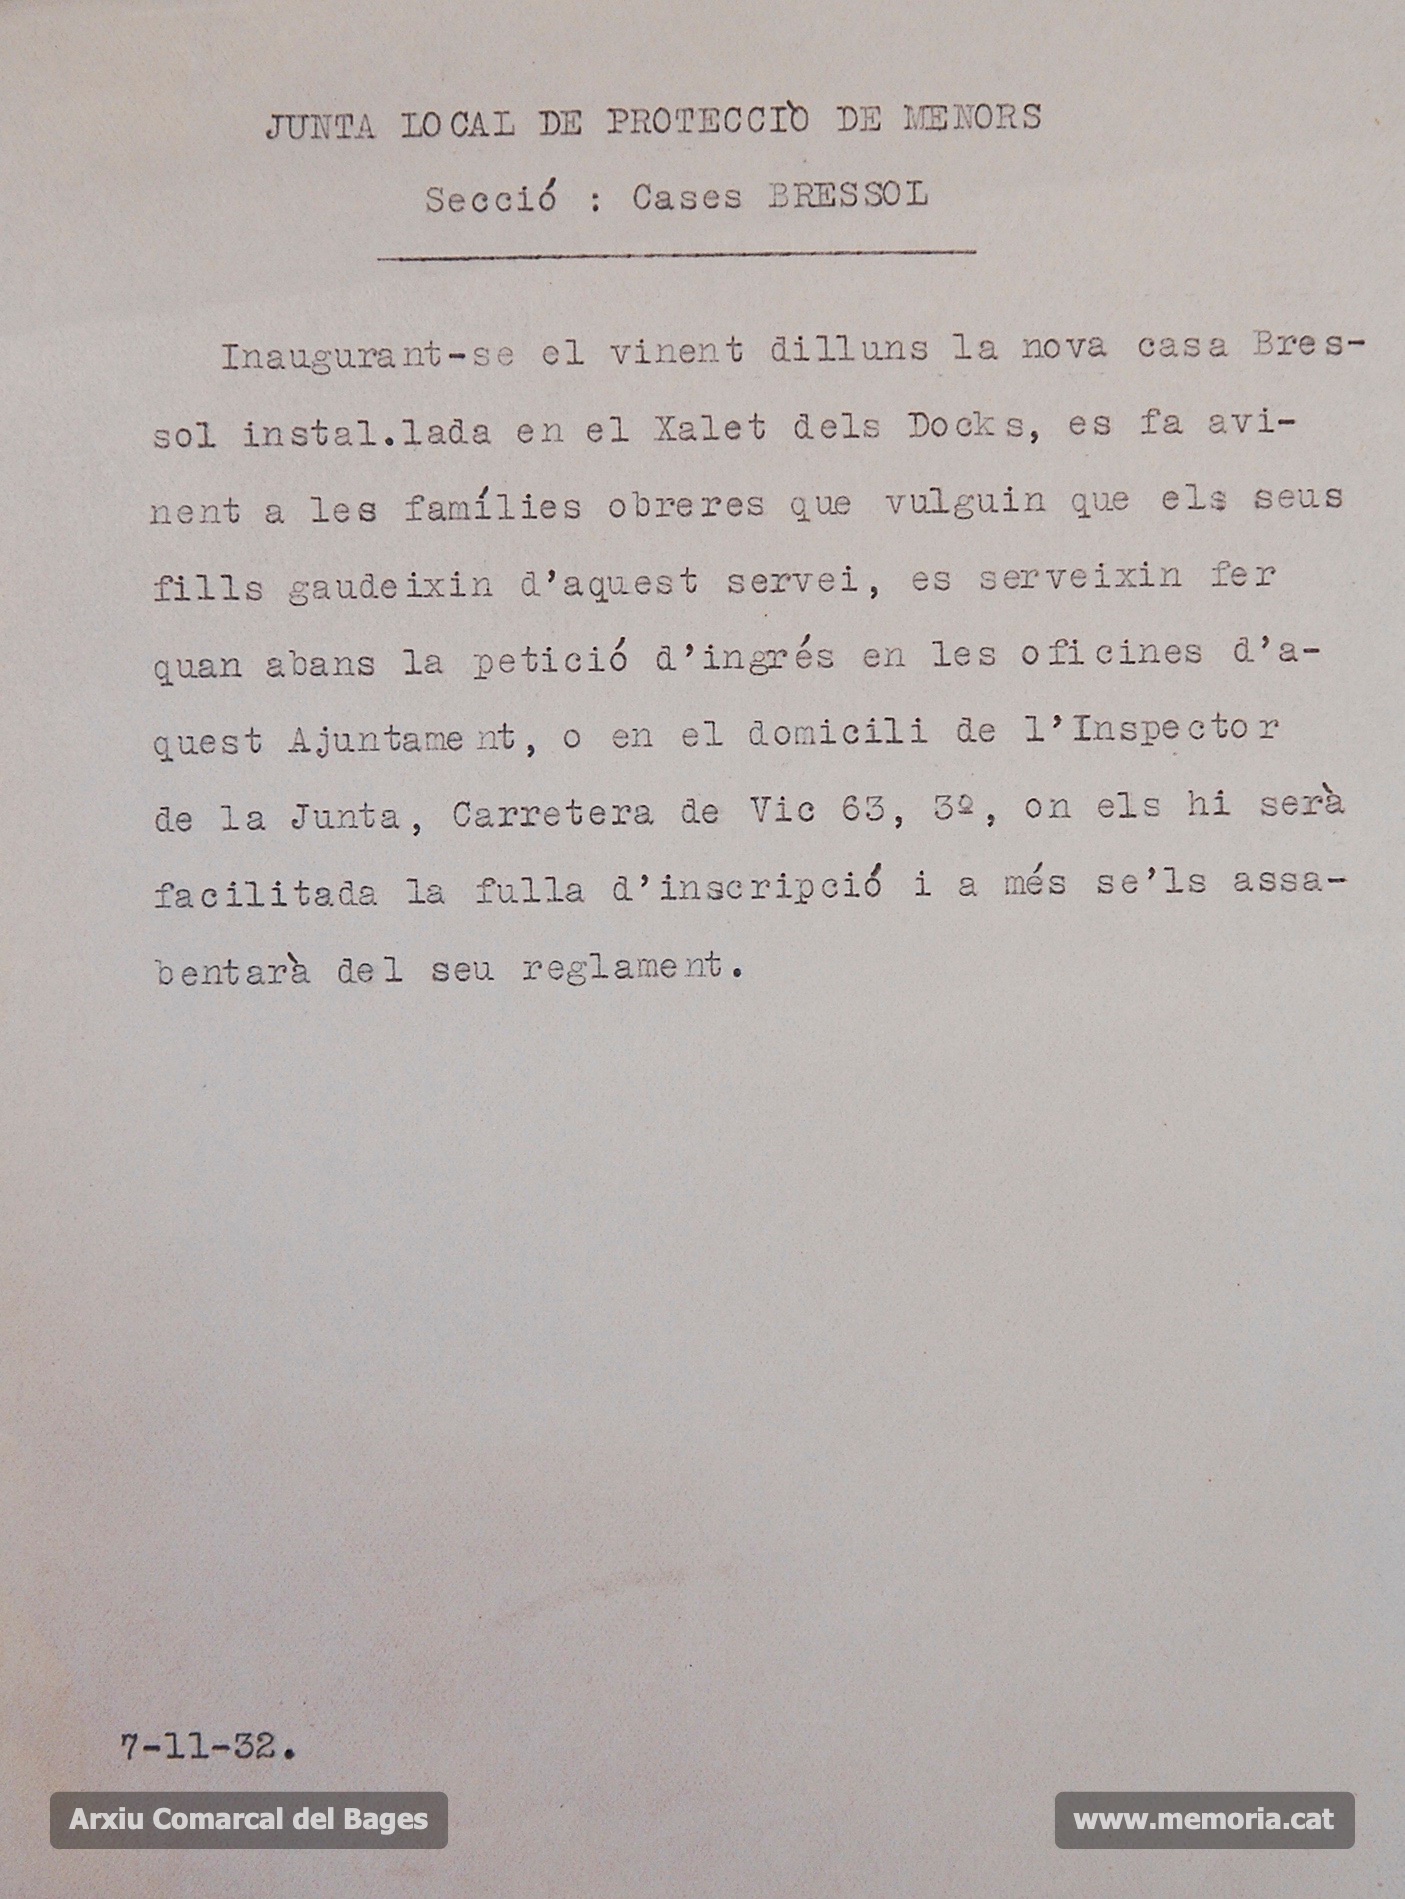 JUNTA LOCAL DE PROTECCIÒ DE MENORS
Secció : Cases BRESSOL
Inaugurant-se el vinent dilluns la nova casa Bres-
sol instal.lada en el Xalet dels Docks, es fa avi-
nent a les famílies obreres que vulguin que els seus
fills gaudeixin d'aquest servei, es serveixin fer
quan abans la petició d'ingrés en les oficines d'a-
quest Ajuntament, o en el domicili de l'Inspector
de la Junta, Carretera de Vic 63, 3º, on els hi serà
facilitada la fulla d'inscripció i a més se'ls assa-
bentarà del seu reglament.
7-11-32.
Arxiu Comarcal del Bages
www.memoria.cat